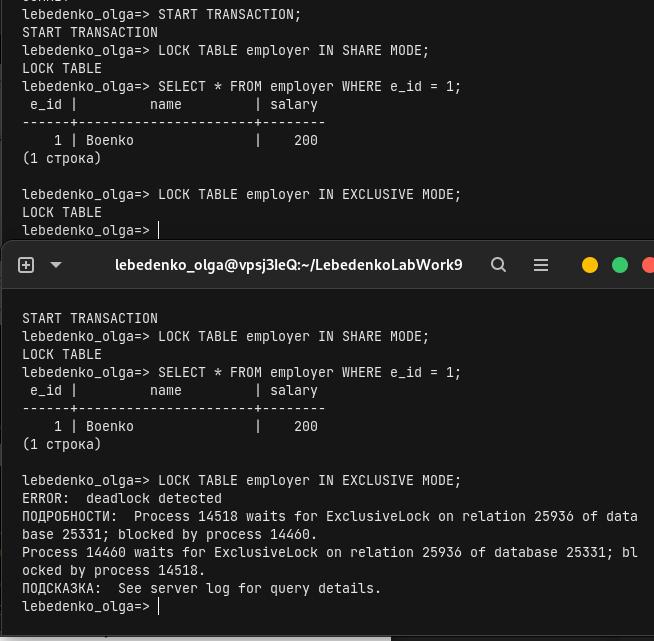 lebedenko_olga=> START TRANSACTION;
START TRANSACTION
lebedenko_olga=> LOCK TABLE employer IN SHARE MODE;
LOCK TABLE
lebedenko_olga=> SELECT * FROM employer WHERE e_id = 1;
 e_id |         name         | salary
------+----------------------+--------
    1 | Boenko               |    200
(1 строка)
lebedenko_olga=> LOCK TABLE employer IN EXCLUSIVE MODE;
LOCK TABLE
lebedenko_olga=>
lebedenko_olga@vpsj3IeQ:~/LebedenkoLabWork9
START TRANSACTION
lebedenko_olga=> LOCK TABLE employer IN SHARE MODE;
LOCK TABLE
lebedenko_olga=> SELECT * FROM employer WHERE e_id = 1;
 e_id |         name         | salary
------+----------------------+--------
    1 | Boenko               |    200
(1 строка)
lebedenko_olga=> LOCK TABLE employer IN EXCLUSIVE MODE;
ERROR:  deadlock detected
ПОДРОБНОСТИ:  Process 14518 waits for ExclusiveLock on relation 25936 of data
base 25331; blocked by process 14460.
Process 14460 waits for ExclusiveLock on relation 25936 of database 25331; bl
ocked by process 14518.
ПОДСКАЗКА:  See server log for query details.
lebedenko_olga=>